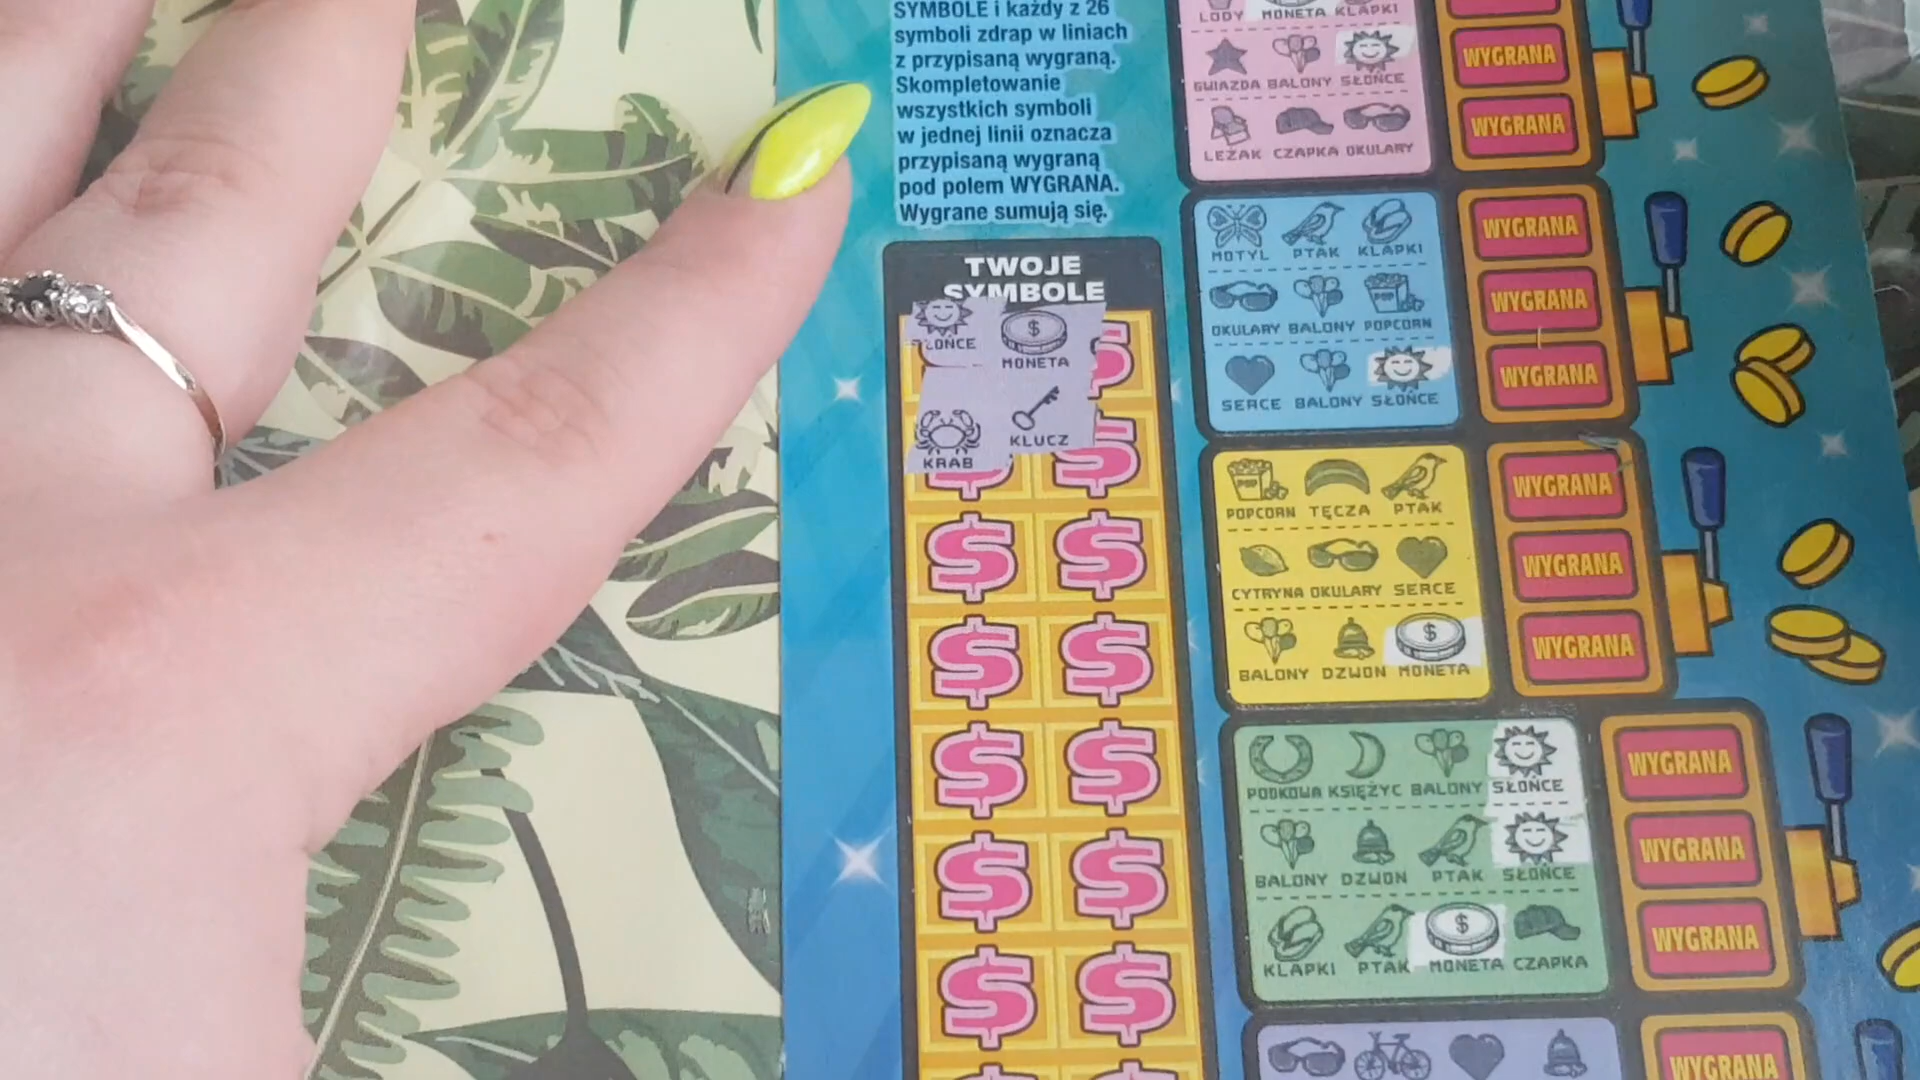 SYMBOLE i każdy z 26
symboli zdrap w liniach
z przypisaną wygraną.
Skompletowanie
wszystkich symboli
w jednej linii oznacza
przypisaną wygraną
pod polem WYGRANA.
Wygrane sumują się.
TWOJE
SYMBOLE
SŁOŃCE
MONETA
KRAB
KLUCZ
LODY MONETA KLAPKI
GWIAZDA BALONY SŁOŃCE
WYGRANA
LEŻAK CZAPKA OKULARY
WYGRANA
MOTYL PTAK KLAPKI
WYGRANA
OKULARY BALONY POPCORN
WYGRANA
SERCE BALONY SŁOŃCE
WYGRANA
POP
POPCORN TĘCZA PTAK
WYGRANA
CYTRYNA OKULARY SERCE
WYGRANA
BALONY DZWON MONETA
WYGRANA
PODKOWA KSIĘŻYC BALONY SŁOŃCE
WYGRANA
BALONY DZWON PTAK SŁOŃCE
WYGRANA
KLAPKI PTAK MONETA CZAPKA
WYGRANA
WYGRANA